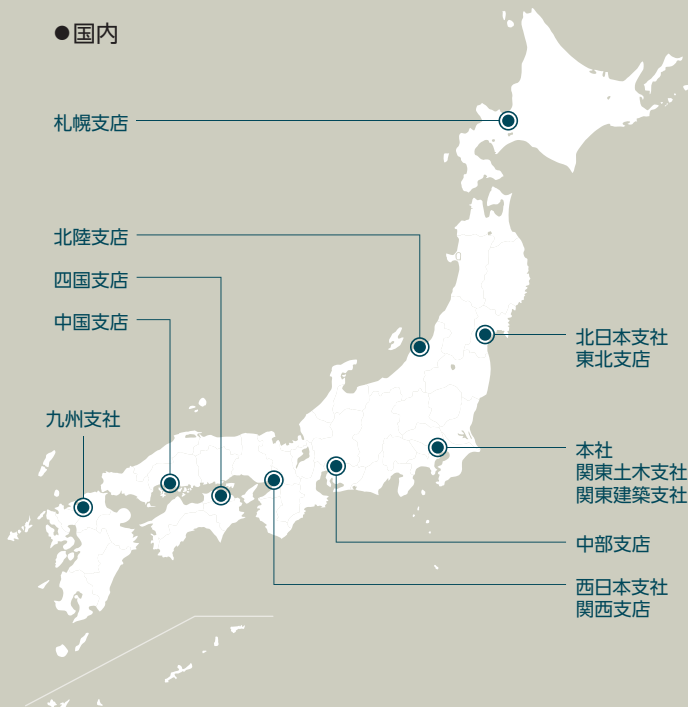 ●国内
札幌支店
北陸支店
四国支店
中国支店
九州支社
北日本支社
東北支店
本社
関東土木支社
関東建築支社
中部支店
西日本支社
関西支店